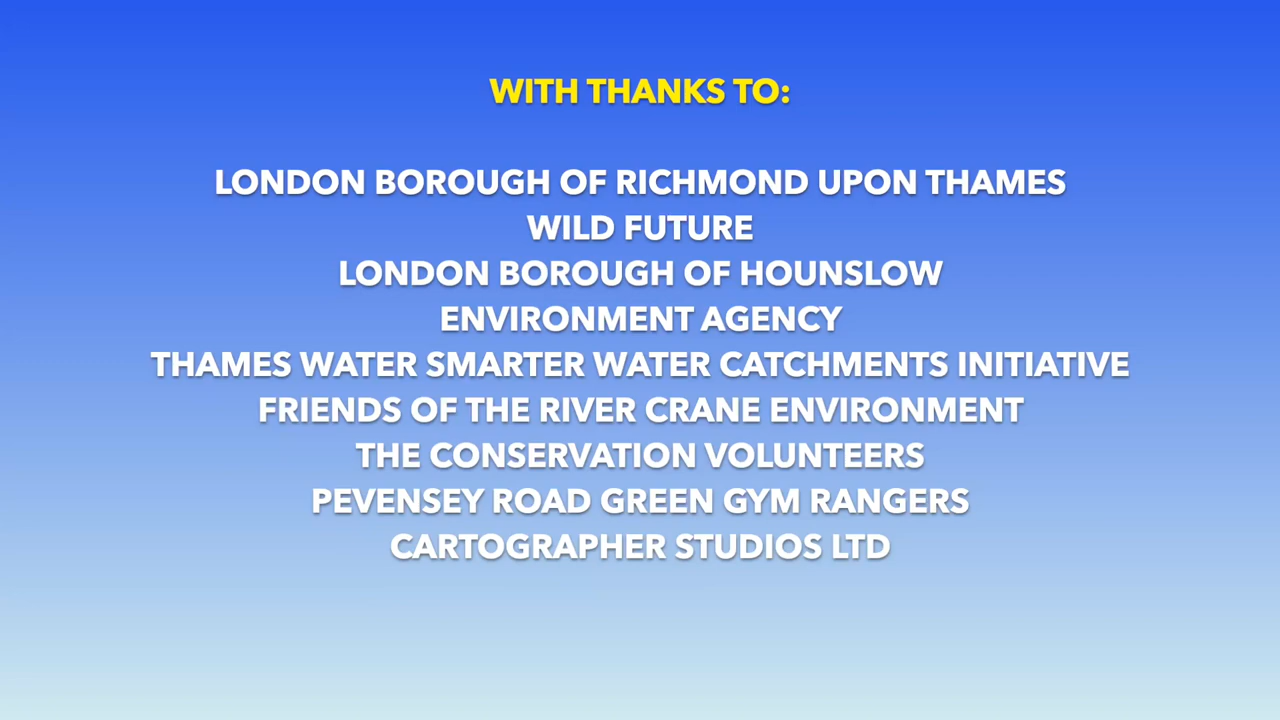 WITH THANKS TO:
LONDON BOROUGH OF RICHMOND UPON THAMES
WILD FUTURE
LONDON BOROUGH OF HOUNSLOW
ENVIRONMENT AGENCY
THAMES WATER SMARTER WATER CATCHMENTS INITIATIVE
FRIENDS OF THE RIVER CRANE ENVIRONMENT
THE CONSERVATION VOLUNTEERS
PEVENSEY ROAD GREEN GYM RANGERS
CARTOGRAPHER STUDIOS LTD